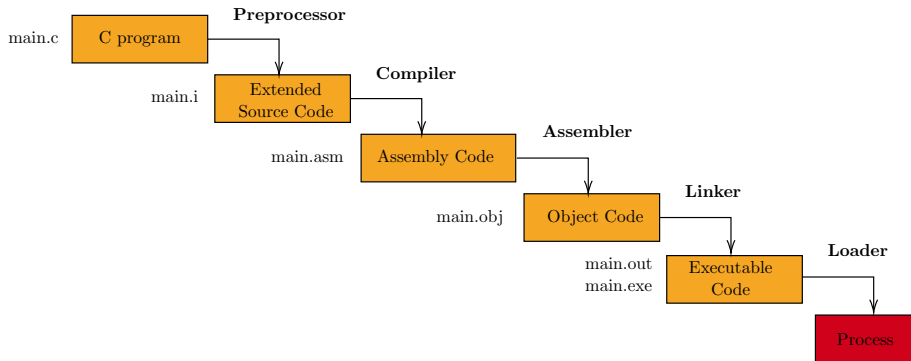 Preprocessor
main.c
C program
Compiler
main.i
Extended
Source Code
Assembler
main.asm
Assembly Code
Linker
main.obj
Object Code
Loader
main.out
main.exe
Executable
Code
Process